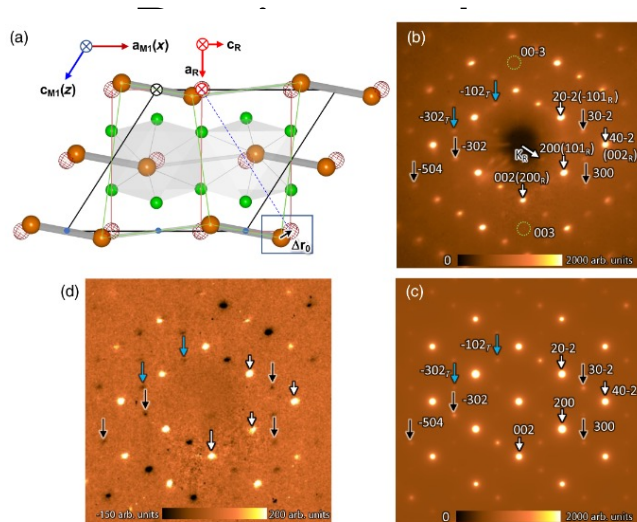 (a)
a_M1(x)
c_R
a_R
c_M1(z)
Δr_0
(b)
00-3
-102_T
20-2(-101_R)
-302_T
30-2
-302
40-2
(002_R)
K_R
200(101_R)
-504
002(200_R)
300
003
0
2000 arb. units
(d)
-150 arb. units
200 arb. units
(c)
-102_T
20-2
-302_T
30-2
-302
40-2
-504
200
002
300
0
2000 arb. units